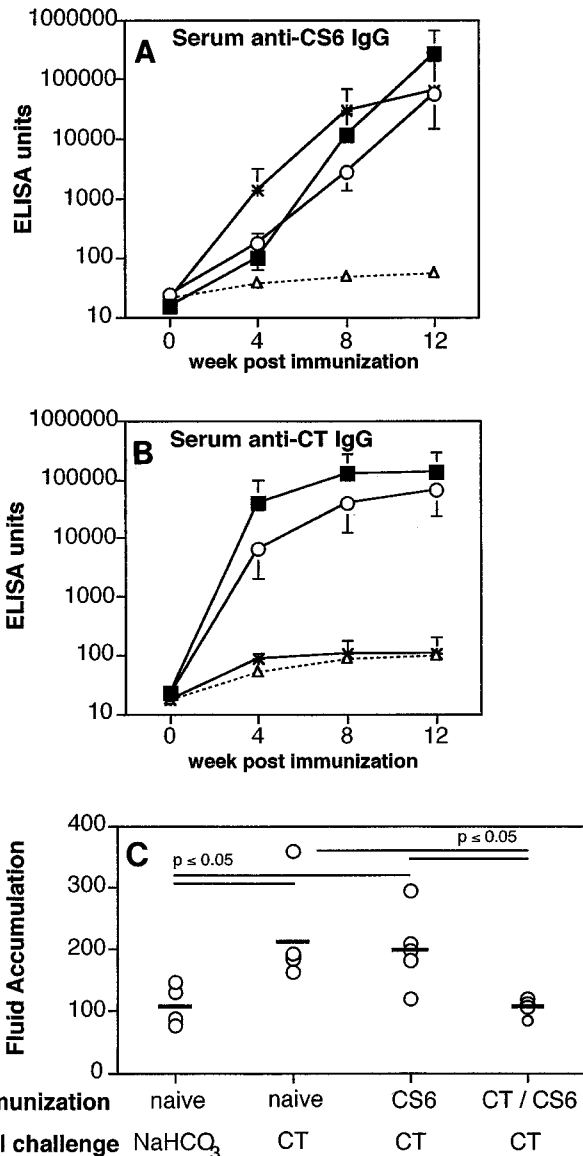 A Serum anti-CS6 IgG
1000000
100000
10000
1000
100
10
ELISA units
0 4 8 12
week post immunization
B Serum anti-CT IgG
1000000
100000
10000
1000
100
10
ELISA units
0 4 8 12
week post immunization
C
p ≤ 0.05
p ≤ 0.05
400
300
200
100
0
Fluid Accumulation
nunization naive naive CS6 CT / CS6
l challenge NaHCO3 CT CT CT